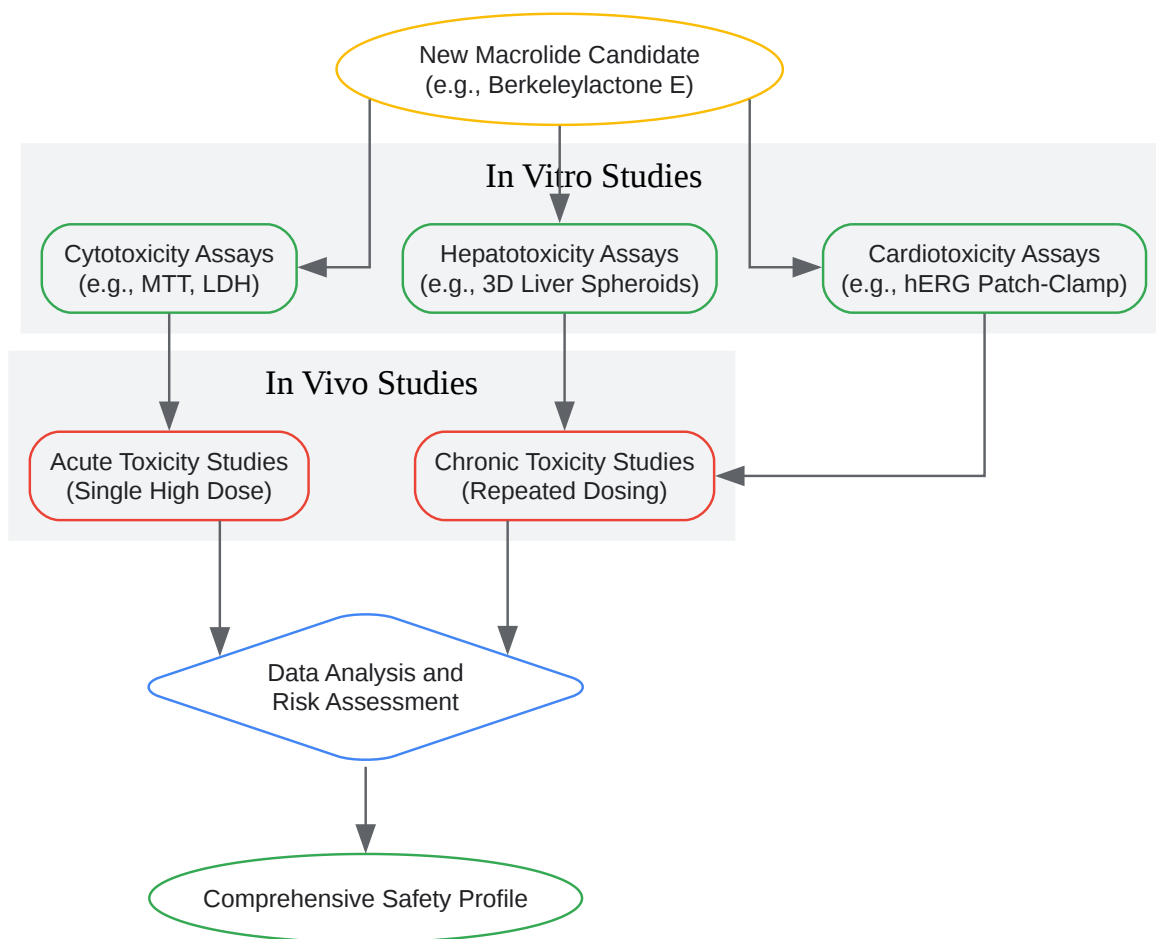 New Macrolide Candidate
(e.g., Berkeleylactone E)
In Vitro Studies
Cytotoxicity Assays
(e.g., MTT, LDH)
Hepatotoxicity Assays
(e.g., 3D Liver Spheroids)
Cardiotoxicity Assays
(e.g., hERG Patch-Clamp)
In Vivo Studies
Acute Toxicity Studies
(Single High Dose)
Chronic Toxicity Studies
(Repeated Dosing)
Data Analysis and
Risk Assessment
Comprehensive Safety Profile